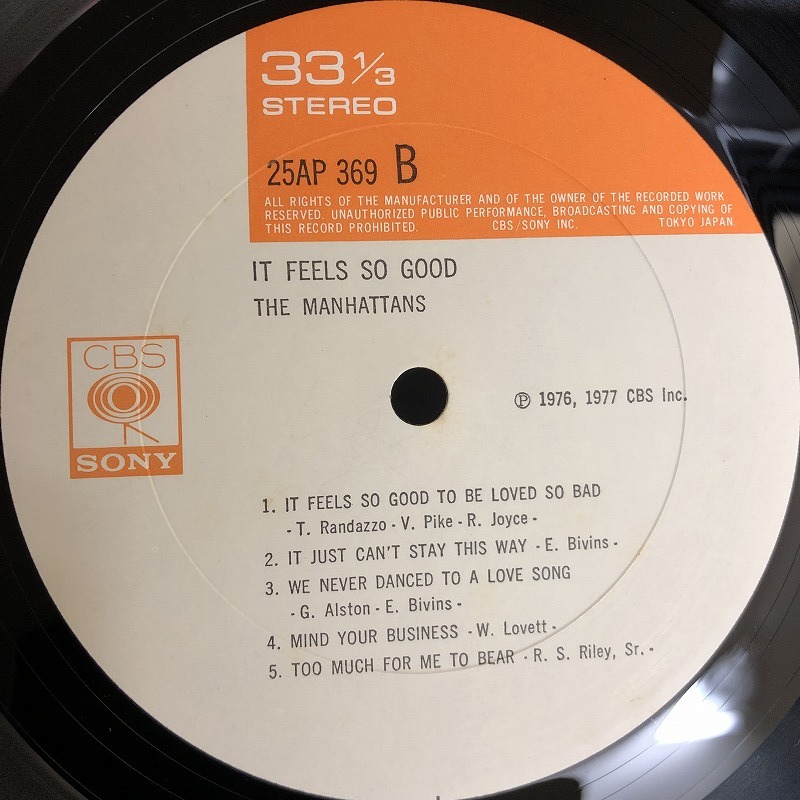 33 1/3
STEREO
25AP 369 B
ALL RIGHTS OF THE MANUFACTURER AND OF THE OWNER OF THE RECORDED WORK
RESERVED. UNAUTHORIZED PUBLIC PERFORMANCE, BROADCASTING AND COPYING OF
THIS RECORD PROHIBITED. CBS/SONY INC. TOKYO JAPAN.
IT FEELS SO GOOD
THE MANHATTANS
CBS
SONY
Ⓟ 1976, 1977 CBS Inc.
1. IT FEELS SO GOOD TO BE LOVED SO BAD
- T. Randazzo - V. Pike - R. Joyce -
2. IT JUST CAN'T STAY THIS WAY - E. Bivins -
3. WE NEVER DANCED TO A LOVE SONG
- G. Alston - E. Bivins -
4. MIND YOUR BUSINESS - W. Lovett -
5. TOO MUCH FOR ME TO BEAR - R. S. Riley, Sr. -